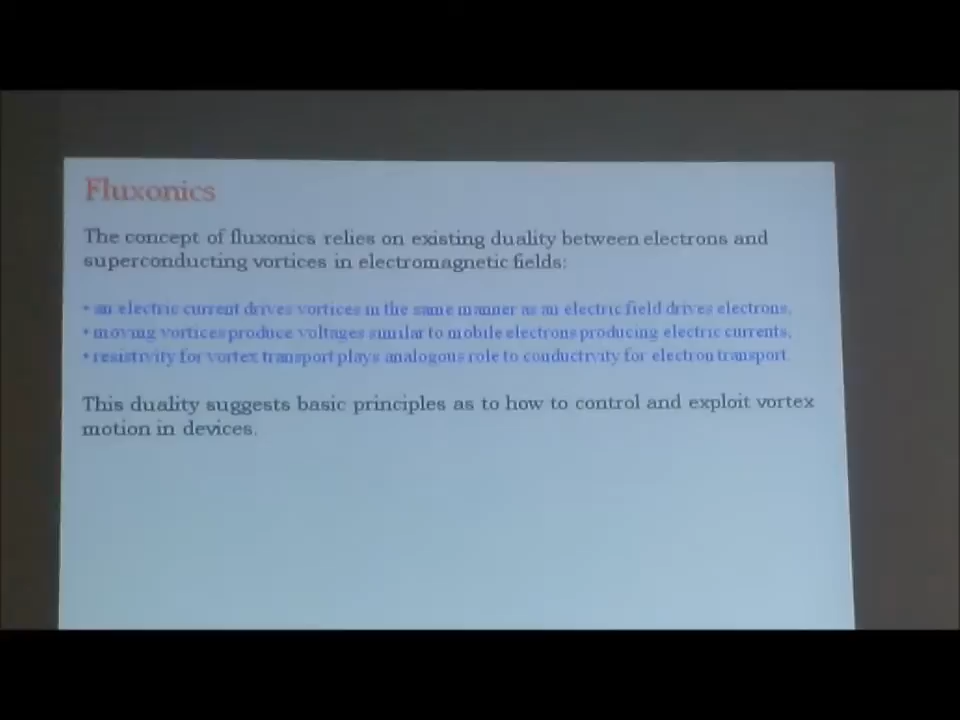 Fluxonics
The concept of fluxonics relies on existing duality between electrons and
superconducting vortices in electromagnetic fields:
• an electric current drives vortices in the same manner as an electric field drives electrons,
• moving vortices produce voltages similar to mobile electrons producing electric currents,
• resistivity for vortex transport plays analogous role to conductivity for electron transport.
This duality suggests basic principles as to how to control and exploit vortex
motion in devices.